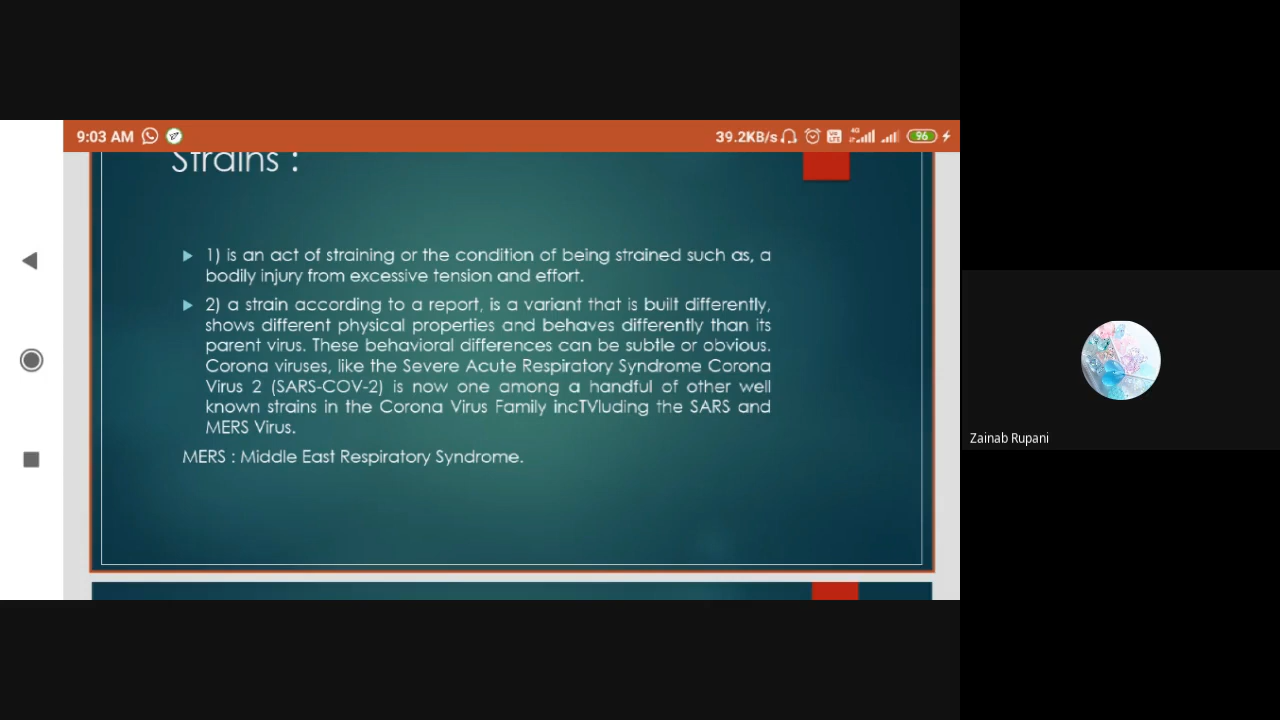 9:03 AM
39.2KB/s
4G
96
Strains :
1) is an act of straining or the condition of being strained such as, a
bodily injury from excessive tension and effort.
2) a strain according to a report, is a variant that is built differently,
shows different physical properties and behaves differently than its
parent virus. These behavioral differences can be subtle or obvious.
Corona viruses, like the Severe Acute Respiratory Syndrome Corona
Virus 2 (SARS-COV-2) is now one among a handful of other well
known strains in the Corona Virus Family incTVluding the SARS and
MERS Virus.
MERS : Middle East Respiratory Syndrome.
Zainab Rupani